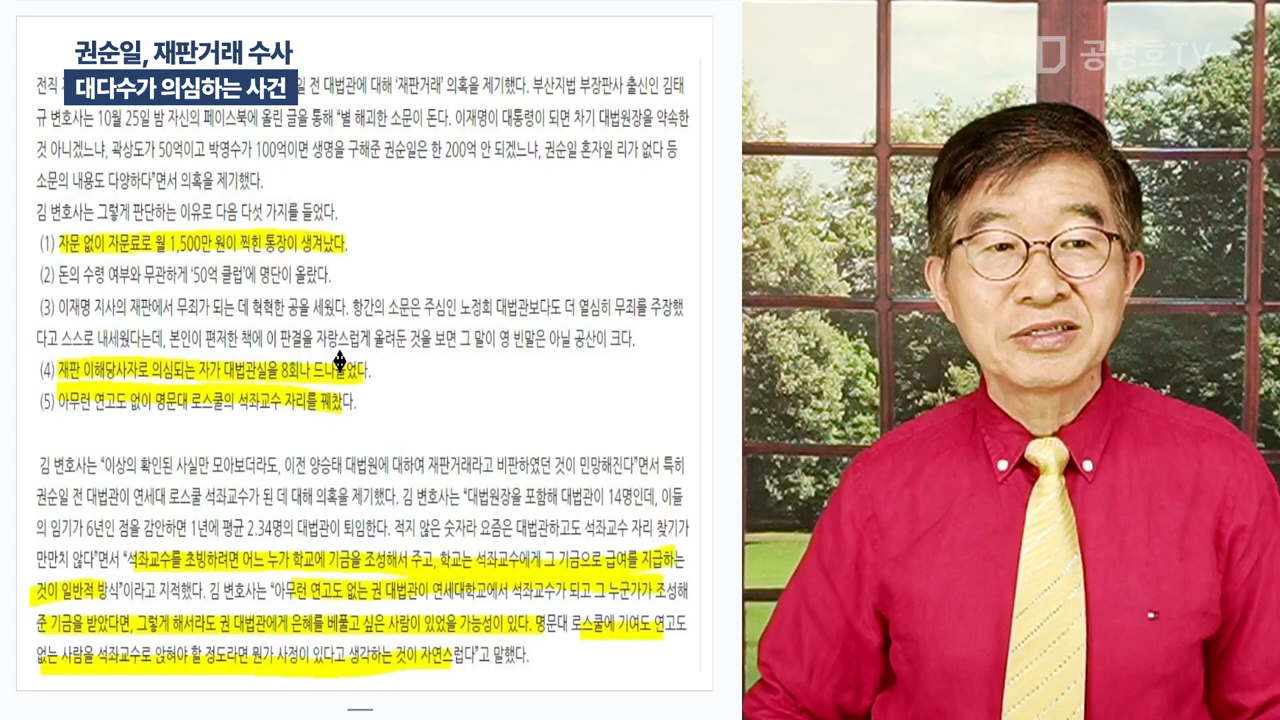 권순일, 재판거래 수사
대다수가 의심하는 사건
공병호TV
전직 일 전 대법관에 대해 ‘재판거래’ 의혹을 제기했다. 부산지법 부장판사 출신인 김태
규 변호사는 10월 25일 밤 자신의 페이스북에 올린 글을 통해 “별 해괴한 소문이 돈다. 이재명이 대통령이 되면 차기 대법원장을 약속한
것 아니겠느냐, 곽상도가 50억이고 박영수가 100억이면 생명을 구해준 권순일은 한 200억 안 되겠느냐, 권순일 혼자일 리가 없다 등
소문의 내용도 다양하다”면서 의혹을 제기했다.
김 변호사는 그렇게 판단하는 이유로 다음 다섯 가지를 들었다.
(1) 자문 없이 자문료로 월 1,500만 원이 찍힌 통장이 생겨났다.
(2) 돈의 수령 여부와 무관하게 ‘50억 클럽’에 명단이 올랐다.
(3) 이재명 지사의 재판에서 무죄가 되는 데 혁혁한 공을 세웠다. 항간의 소문은 주심인 노정희 대법관보다도 더 열심히 무죄를 주장했
다고 스스로 내세웠다는데, 본인이 편저한 책에 이 판결을 자랑스럽게 올려둔 것을 보면 그 말이 영 빈말은 아닐 공산이 크다.
(4) 재판 이해당사자로 의심되는 자가 대법관실을 8회나 드나들었다.
(5) 아무런 연고도 없이 명문대 로스쿨의 석좌교수 자리를 꿰찼다.
김 변호사는 “이상의 확인된 사실만 모아보더라도, 이전 양승태 대법원에 대하여 재판거래라고 비판하였던 것이 민망해진다”면서 특히
권순일 전 대법관이 연세대 로스쿨 석좌교수가 된 데 대해 의혹을 제기했다. 김 변호사는 “대법원장을 포함해 대법관이 14명인데, 이들
의 임기가 6년인 점을 감안하면 1년에 평균 2.34명의 대법관이 퇴임한다. 적지 않은 숫자라 요즘은 대법관하고도 석좌교수 자리 찾기가
만만치 않다”면서 “석좌교수를 초빙하려면 어느 누가 학교에 기금을 조성해서 주고, 학교는 석좌교수에게 그 기금으로 급여를 지급하는
것이 일반적 방식”이라고 지적했다. 김 변호사는 “아무런 연고도 없는 권 대법관이 연세대학교에서 석좌교수가 되고 그 누군가가 조성해
준 기금을 받았다면, 그렇게 해서라도 권 대법관에게 은혜를 베풀고 싶은 사람이 있었을 가능성이 있다. 명문대 로스쿨에 기여도 연고도
없는 사람을 석좌교수로 앉혀야 할 정도라면 뭔가 사정이 있다고 생각하는 것이 자연스럽다”고 말했다.